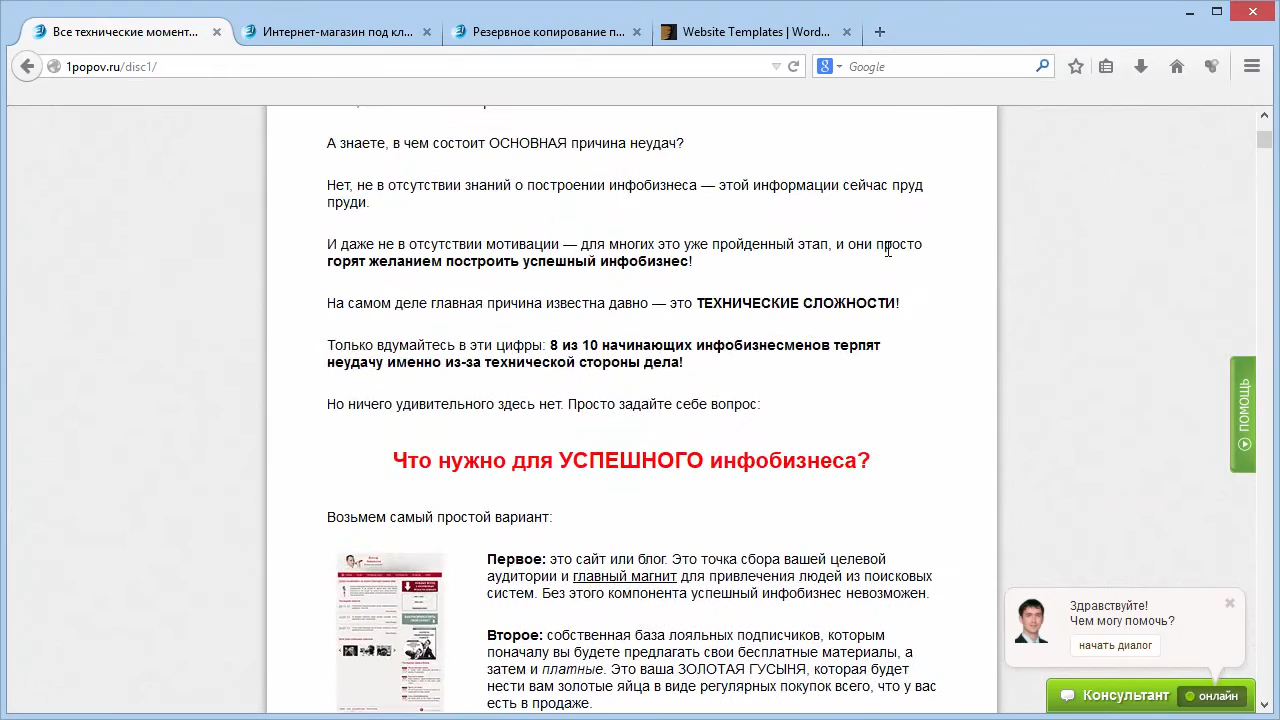 Все технические момент...
Интернет-магазин под кл...
Резервное копирование п...
Website Templates | Word...
1popov.ru/disc1/
Google
А знаете, в чем состоит ОСНОВНАЯ причина неудач?
Нет, не в отсутствии знаний о построении инфобизнеса — этой информации сейчас пруд
пруди.
И даже не в отсутствии мотивации — для многих это уже пройденный этап, и они просто
горят желанием построить успешный инфобизнес!
На самом деле главная причина известна давно — это ТЕХНИЧЕСКИЕ СЛОЖНОСТИ!
Только вдумайтесь в эти цифры: 8 из 10 начинающих инфобизнесменов терпят
неудачу именно из-за технической стороны дела!
Но ничего удивительного здесь нет. Просто задайте себе вопрос:
Что нужно для УСПЕШНОГО инфобизнеса?
Возьмем самый простой вариант:
Первое: это сайт или блог. Это точка сбора вашей целевой
аудитории и главный магнит для привлечения трафика из поисковых
систем. Без этого компонента успешный инфобизнес невозможен.
Второе: собственная база лояльных подписчиков, которым
поначалу вы будете предлагать свои бесплатные материалы, а
затем и платные. Это ваша ЗОЛОТАЯ ГУСЫНЯ, которая будет
нести вам золотые яйца в виде регулярных покупок того, что у вас
есть в продаже.
ПОМОЩЬ
Здравствуйте!
Чем могу помочь?
начать диалог
Консультант
онлайн